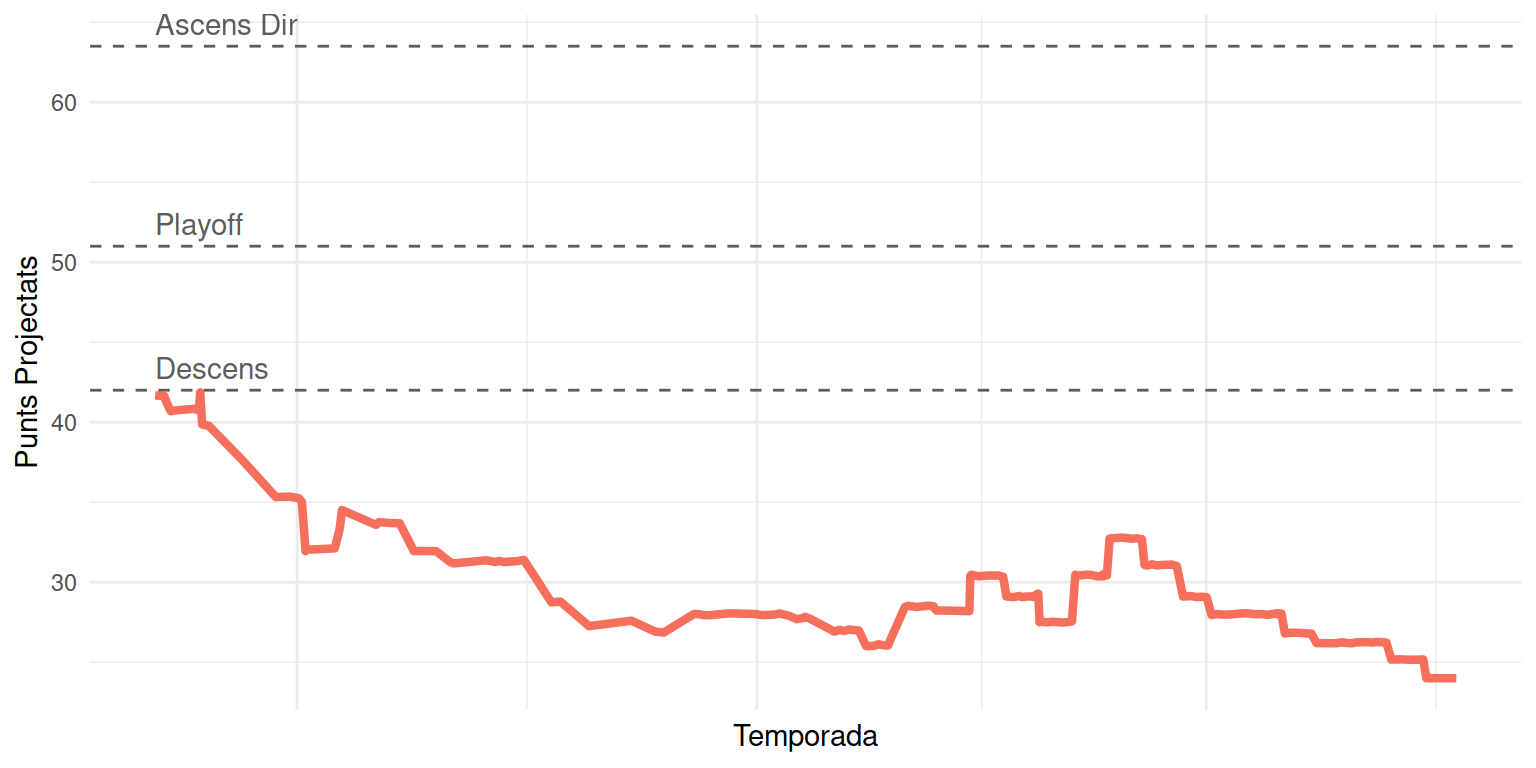 Ascens Dir
60
Playoff
50
Descens
40
30
Punts Projectats
Temporada